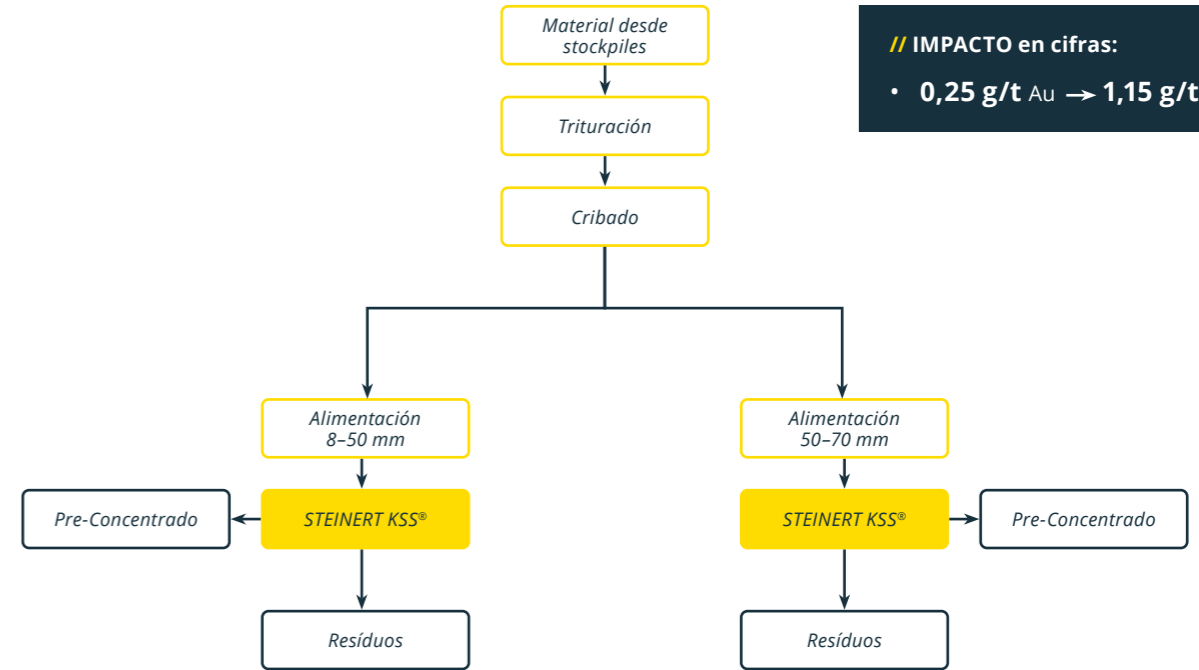 Material desde
stockpiles
// IMPACTO en cifras:
• 0,25 g/t Au → 1,15 g/t
Trituración
Cribado
Alimentación
8–50 mm
Alimentación
50–70 mm
Pre-Concentrado
STEINERT KSS®
STEINERT KSS®
Pre-Concentrado
Resíduos
Resíduos